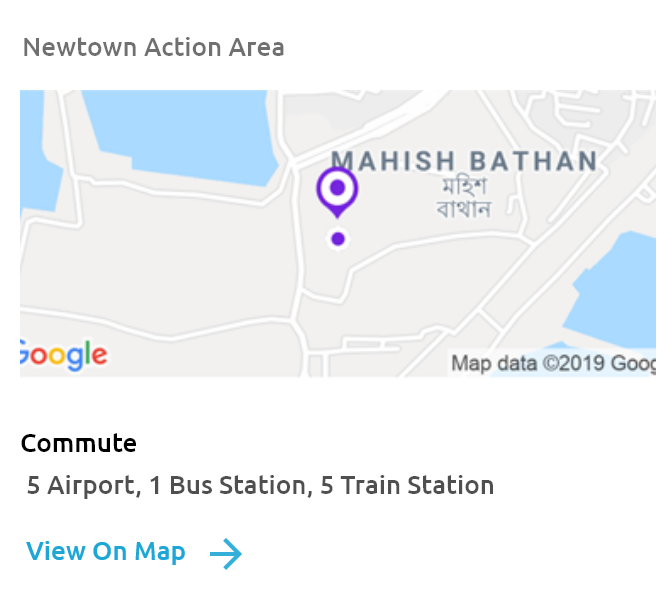 Newtown Action Area
MAHISH BATHAN
মহিশ
বাথান
Google
Map data ©2019 Goog
Commute
5 Airport, 1 Bus Station, 5 Train Station
View On Map